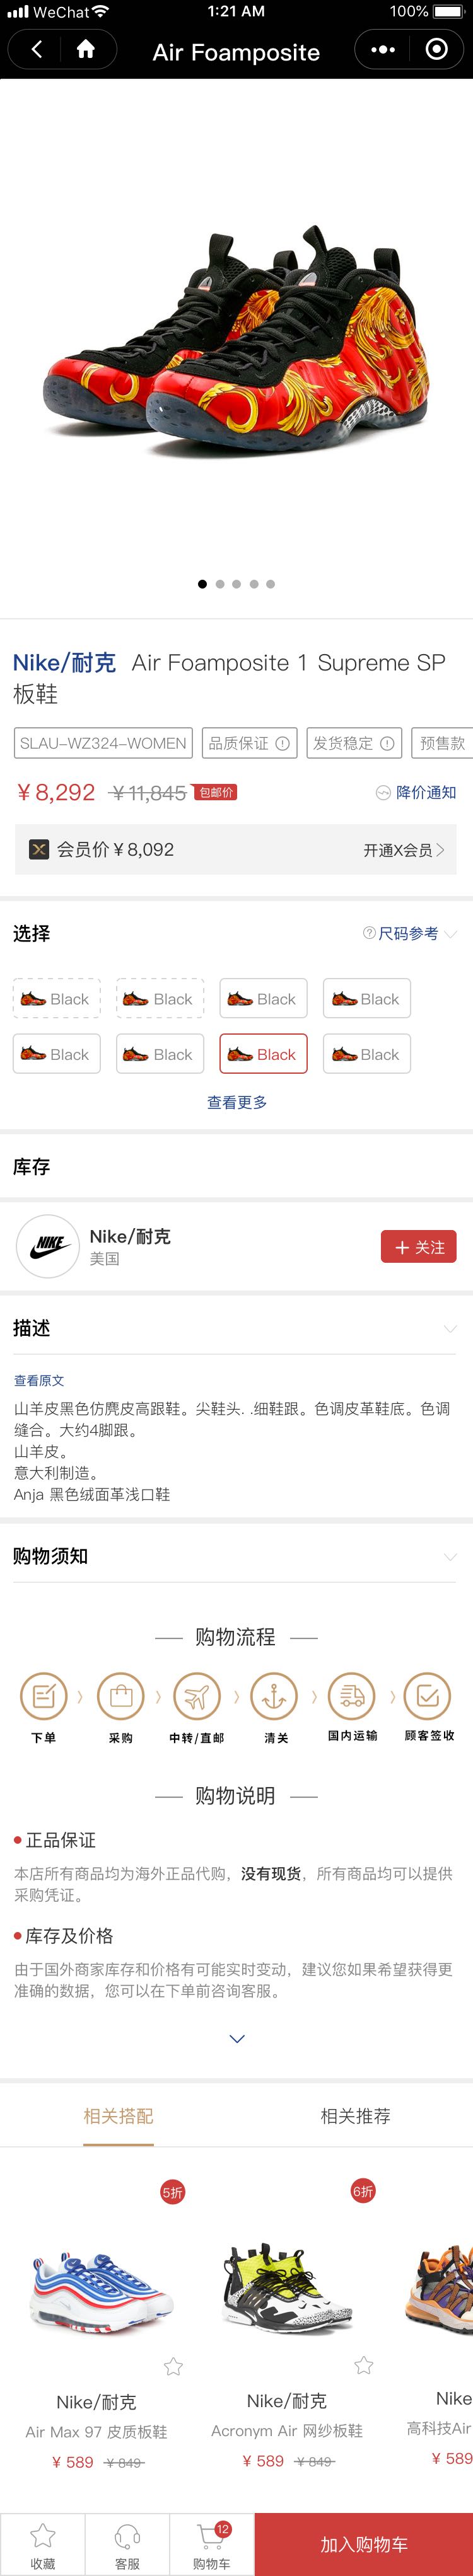 WeChat 1:21 AM 100%
Air Foamposite
Nike/耐克 Air Foamposite 1 Supreme SP
板鞋
SLAU-WZ324-WOMEN 品质保证 发货稳定 预售款
¥8,292 ¥11,845 包邮价 降价通知
会员价¥8,092 开通X会员
选择 尺码参考
Black Black Black Black
Black Black Black Black
查看更多
库存
NIKE
Nike/耐克
美国
+ 关注
描述
查看原文
山羊皮黑色仿麂皮高跟鞋。尖鞋头. .细鞋跟。色调皮革鞋底。色调
缝合。大约4脚跟。
山羊皮。
意大利制造。
Anja 黑色绒面革浅口鞋
购物须知
购物流程
下单 采购 中转/直邮 清关 国内运输 顾客签收
购物说明
正品保证
本店所有商品均为海外正品代购，没有现货，所有商品均可以提供
采购凭证。
库存及价格
由于国外商家库存和价格有可能实时变动，建议您如果希望获得更
准确的数据，您可以在下单前咨询客服。
相关搭配 相关推荐
5折 6折
Nike/耐克 Nike/耐克 Nike
Air Max 97 皮质板鞋 Acronym Air 网纱板鞋 高科技Air
¥ 589 ¥ 849 ¥ 589 ¥ 849 ¥ 589
12
收藏 客服 购物车 加入购物车